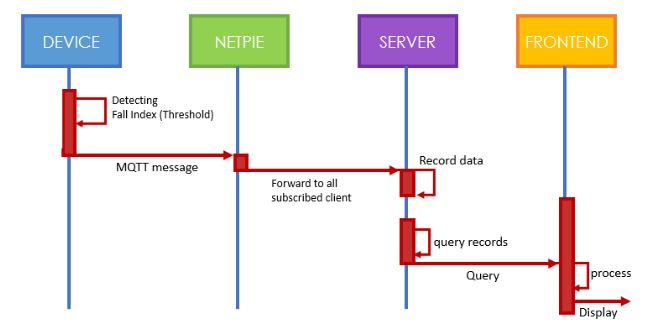 DEVICE
NETPIE
SERVER
FRONTEND
Detecting
Fall Index (Threshold)
MQTT message
Forward to all
subscribed client
Record data
query records
Query
process
Display